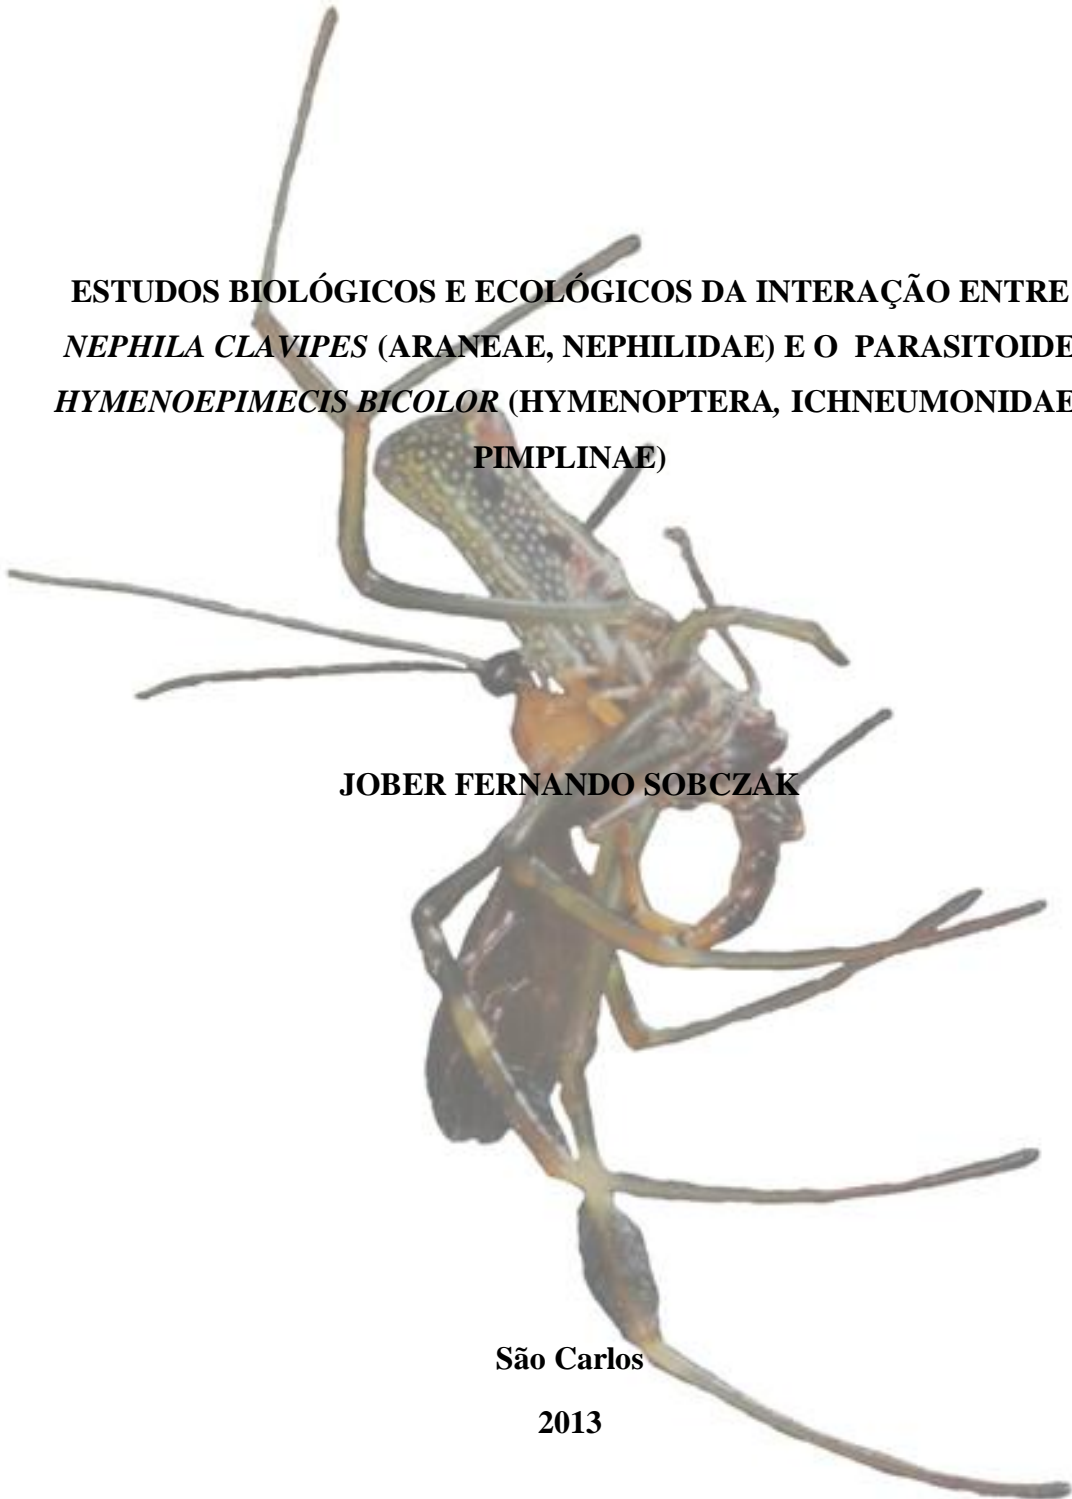 ESTUDOS BIOLÓGICOS E ECOLÓGICOS DA INTERAÇÃO ENTRE
NEPHILA CLAVIPES (ARANEAE, NEPHILIDAE) E O PARASITOIDE
HYMENOEPIMECIS BICOLOR (HYMENOPTERA, ICHNEUMONIDAE
PIMPLINAE)
JOBER FERNANDO SOBCZAK
São Carlos
2013